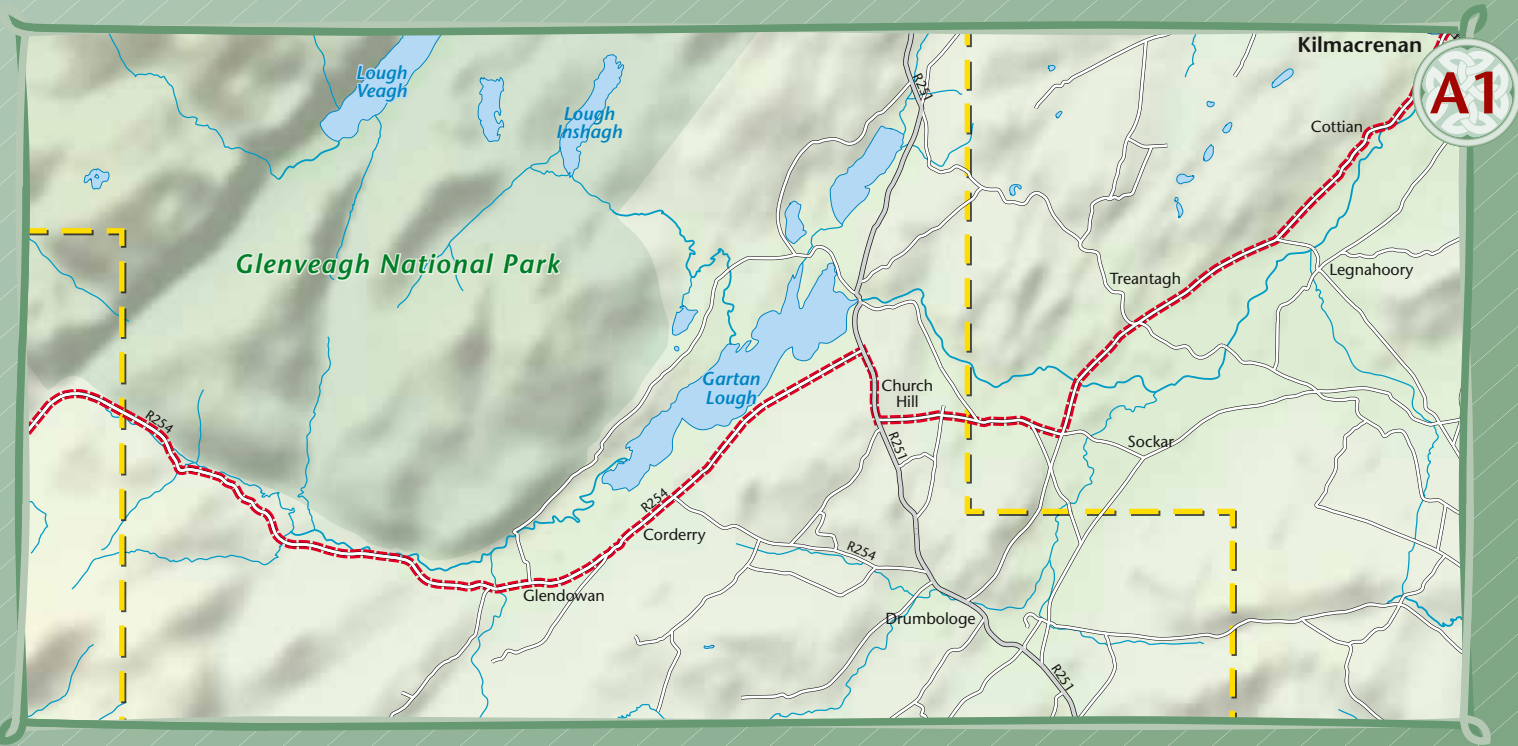 Kilmacrenan
A1
Lough
Veagh
R251
Lough
Inshagh
Cottian
Glenveagh National Park
Treantagh
Legnahoory
Gartan
Lough
Church
Hill
R254
R251
Sockar
R254
Corderry
R254
Glendowan
Drumbologe
R251